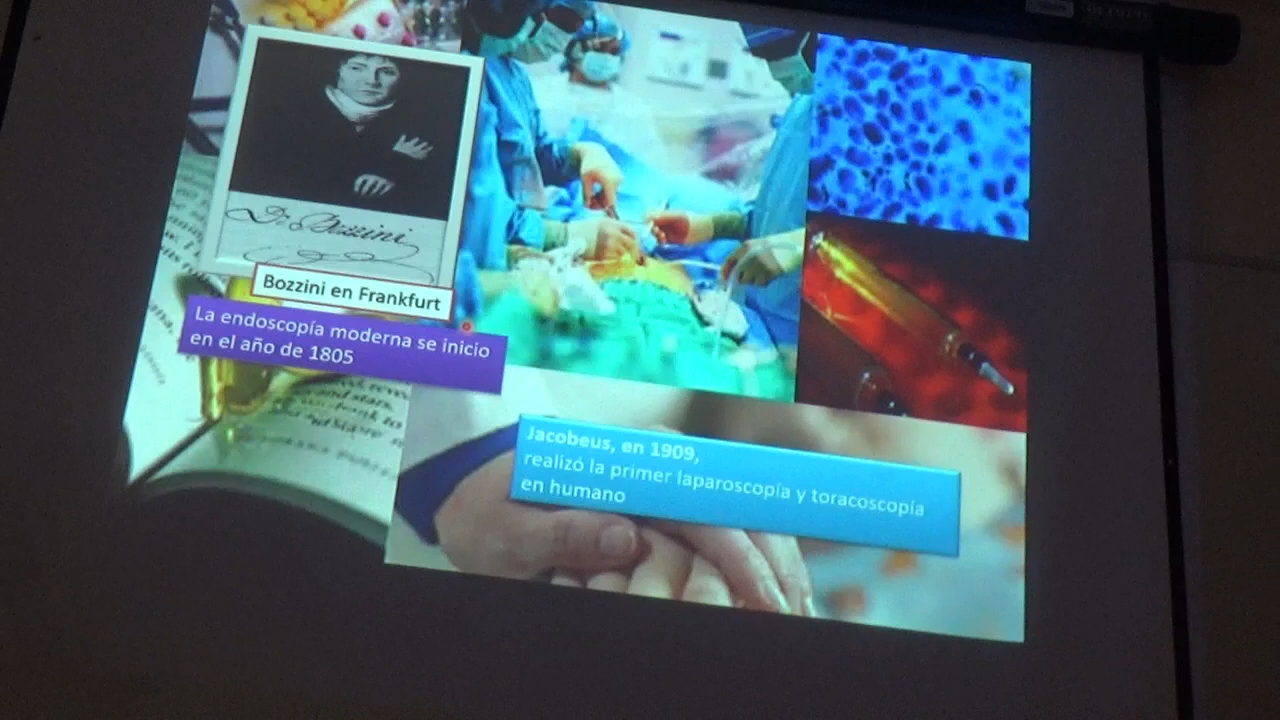 Dr Bozzini
Bozzini en Frankfurt
La endoscopía moderna se inicio
en el año de 1805
Jacobeus, en 1909,
realizó la primer laparoscopía y toracoscopía
en humano